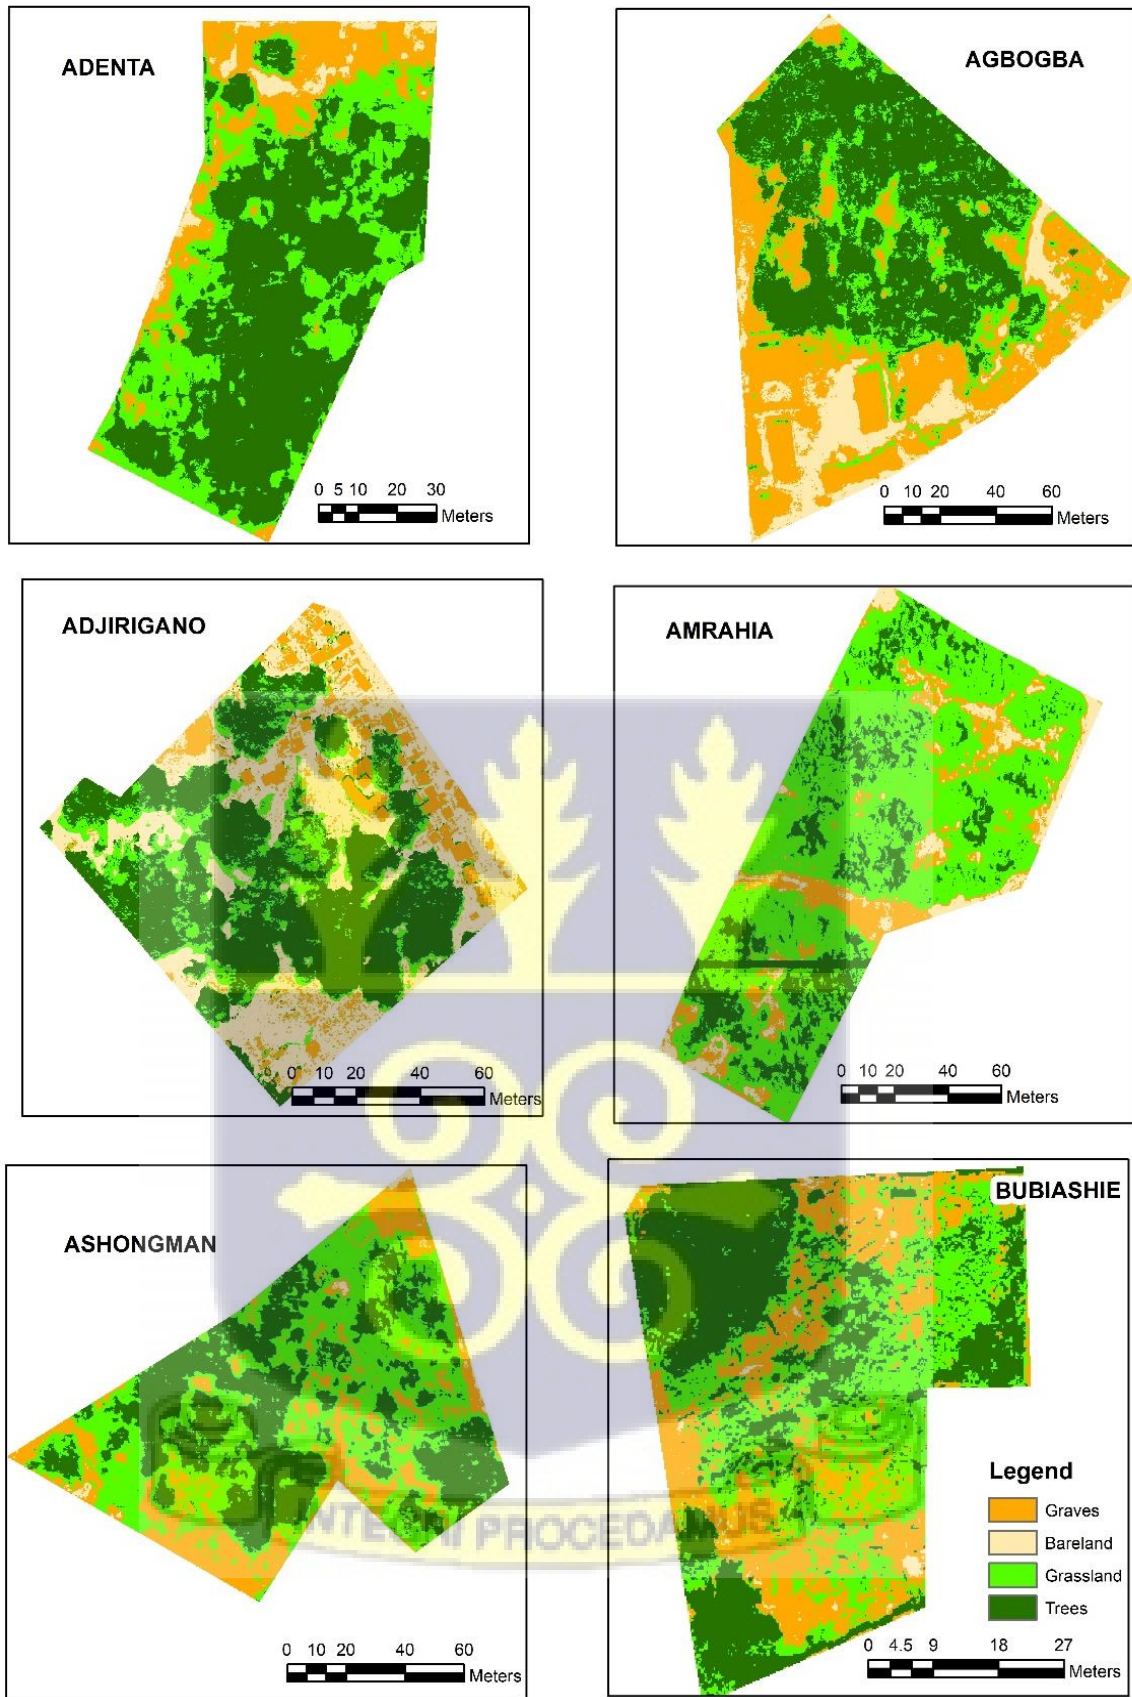 ADENTA
0 5 10 20 30
Meters
AGBOGBA
0 10 20 40 60
Meters
ADJIRIGANO
0 10 20 40 60
Meters
AMRAHIA
0 10 20 40 60
Meters
ASHONGMAN
0 10 20 40 60
Meters
BUBIASHIE
Legend
Graves
Bareland
Grassland
Trees
0 4.5 9 18 27
Meters
INTEGRI PROCEDAMUS